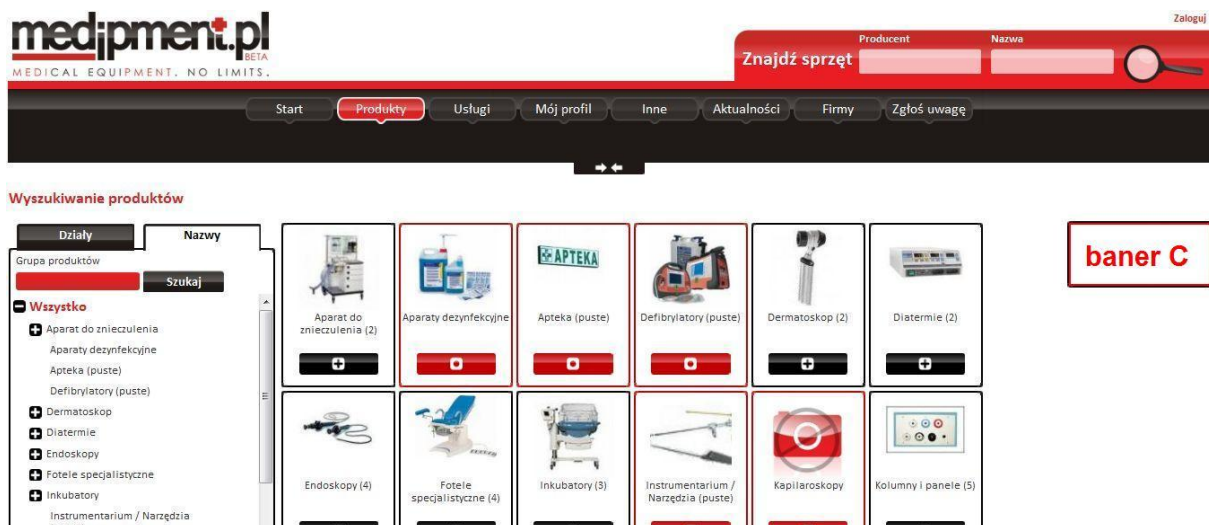 medipment.pl
BETA
MEDICAL EQUIPMENT. NO LIMITS.
Zaloguj
Znajdź sprzęt
Producent
Nazwa
Start
Produkty
Usługi
Mój profil
Inne
Aktualności
Firmy
Zgłoś uwagę
Wyszukiwanie produktów
Działy
Nazwy
Grupa produktów
Szukaj
Wszystko
Aparat do znieczulenia
Aparaty dezynfekcyjne
Apteka (puste)
Defibrylatory (puste)
Dermatoskop
Diatermie
Endoskopy
Fotele specjalistyczne
Inkubatory
Instrumentarium / Narzędzia
APTEKA
Aparat do
znieczulenia (2)
Aparaty dezynfekcyjne
Apteka (puste)
Defibrylatory (puste)
Dermatoskop (2)
Diatermie (2)
Endoskopy (4)
Fotele
specjalistyczne (4)
Inkubatory (3)
Instrumentarium /
Narzędzia (puste)
Kapilaroskopy
Kolumny i panele (5)
baner C